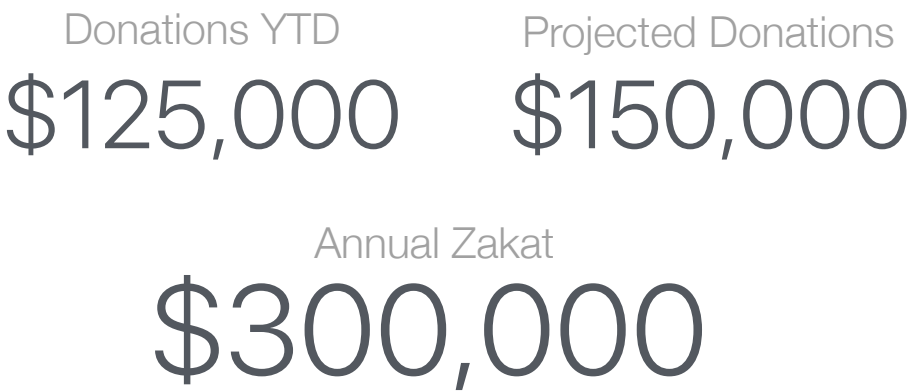 Donations YTD
$125,000
Projected Donations
$150,000
Annual Zakat
$300,000